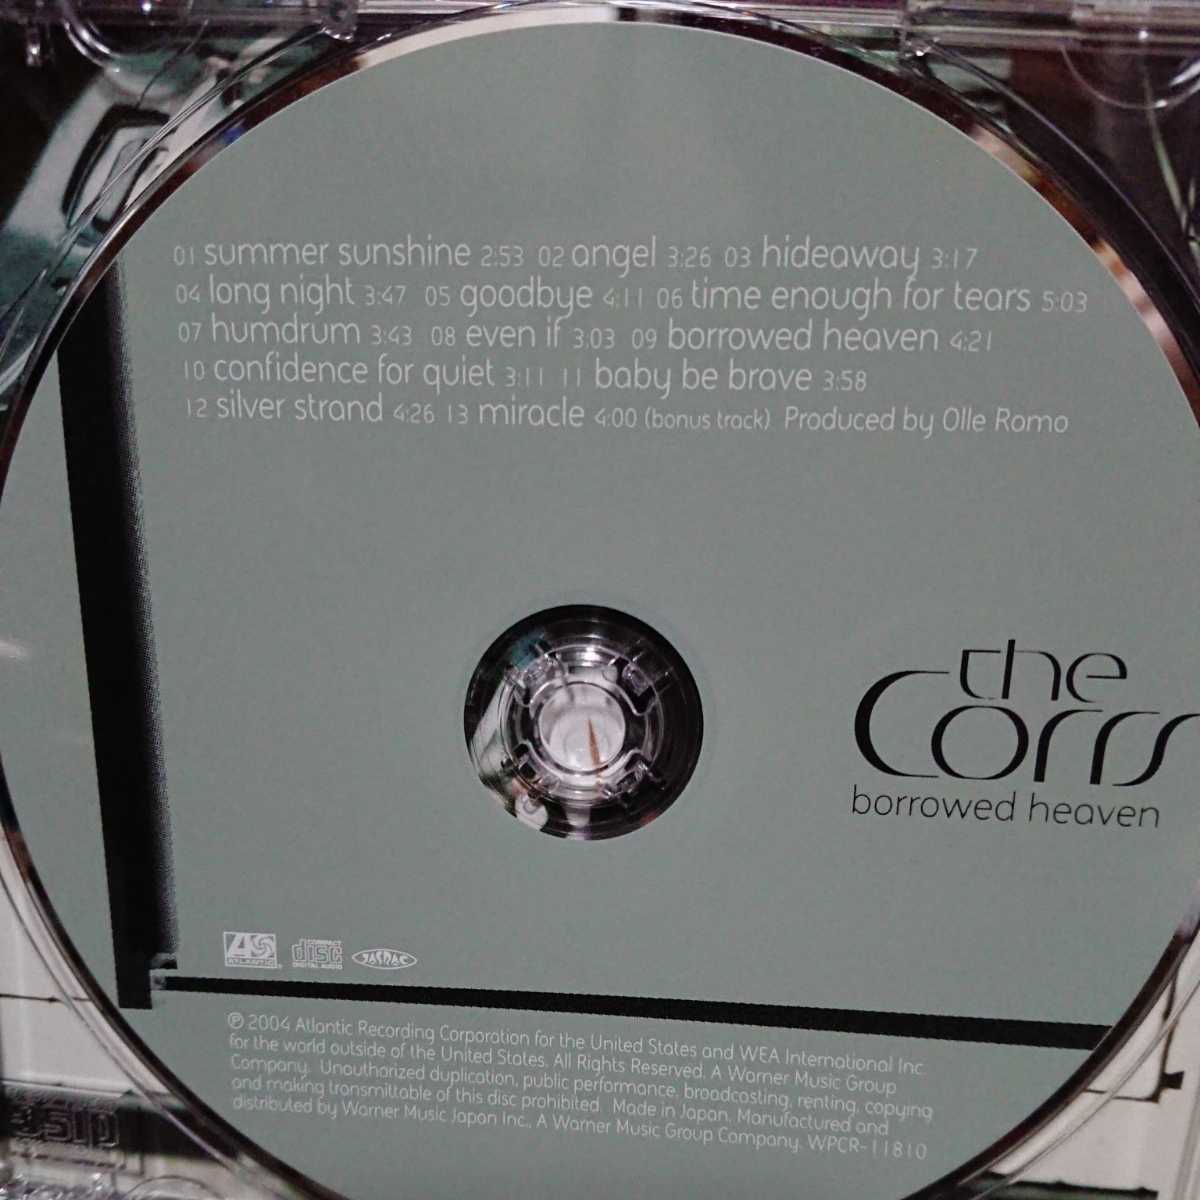 01 summer sunshine 2:53 02 angel 3:26 03 hideaway 3:17
04 long night 3:47 05 goodbye 4:11 06 time enough for tears 5:03
07 humdrum 3:43 08 even if 3:03 09 borrowed heaven 4:21
10 confidence for quiet 3:11 11 baby be brave 3:58
12 silver strand 4:26 13 miracle 4:00 (bonus track) Produced by Olle Romo
the
Corrs
borrowed heaven
ATLANTIC
COMPACT
disc
DIGITAL AUDIO
JASRAC
℗ 2004 Atlantic Recording Corporation for the United States and WEA International Inc.
for the world outside of the United States. All Rights Reserved. A Warner Music Group
Company. Unauthorized duplication, public performance, broadcasting, renting, copying
and making transmittable of this disc prohibited. Made in Japan. Manufactured and
distributed by Warner Music Japan Inc., A Warner Music Group Company. WPCR-11810